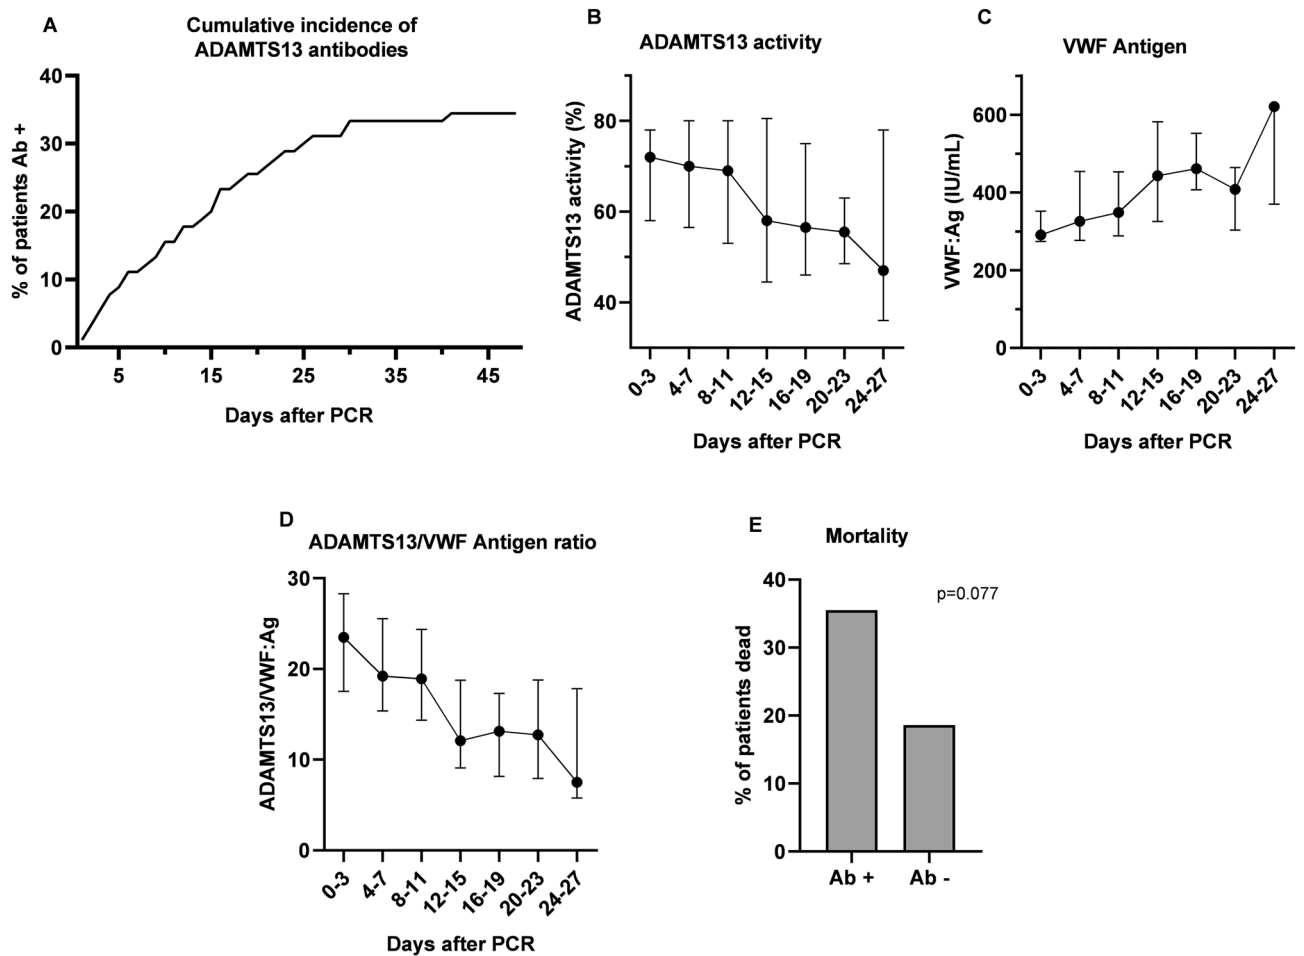 A
Cumulative incidence of
ADAMTS13 antibodies
% of patients Ab +
40
30
20
10
0
5 15 25 35 45
Days after PCR
B
ADAMTS13 activity
ADAMTS13 activity (%)
80
60
40
0-3 4-7 8-11 12-15 16-19 20-23 24-27
Days after PCR
C
VWF Antigen
VWF:Ag (IU/mL)
600
400
200
0
0-3 4-7 8-11 12-15 16-19 20-23 24-27
Days after PCR
D
ADAMTS13/VWF Antigen ratio
ADAMTS13/VWF:Ag
30
20
10
0
0-3 4-7 8-11 12-15 16-19 20-23 24-27
Days after PCR
E
Mortality
p=0.077
% of patients dead
40
30
20
10
0
Ab + Ab -